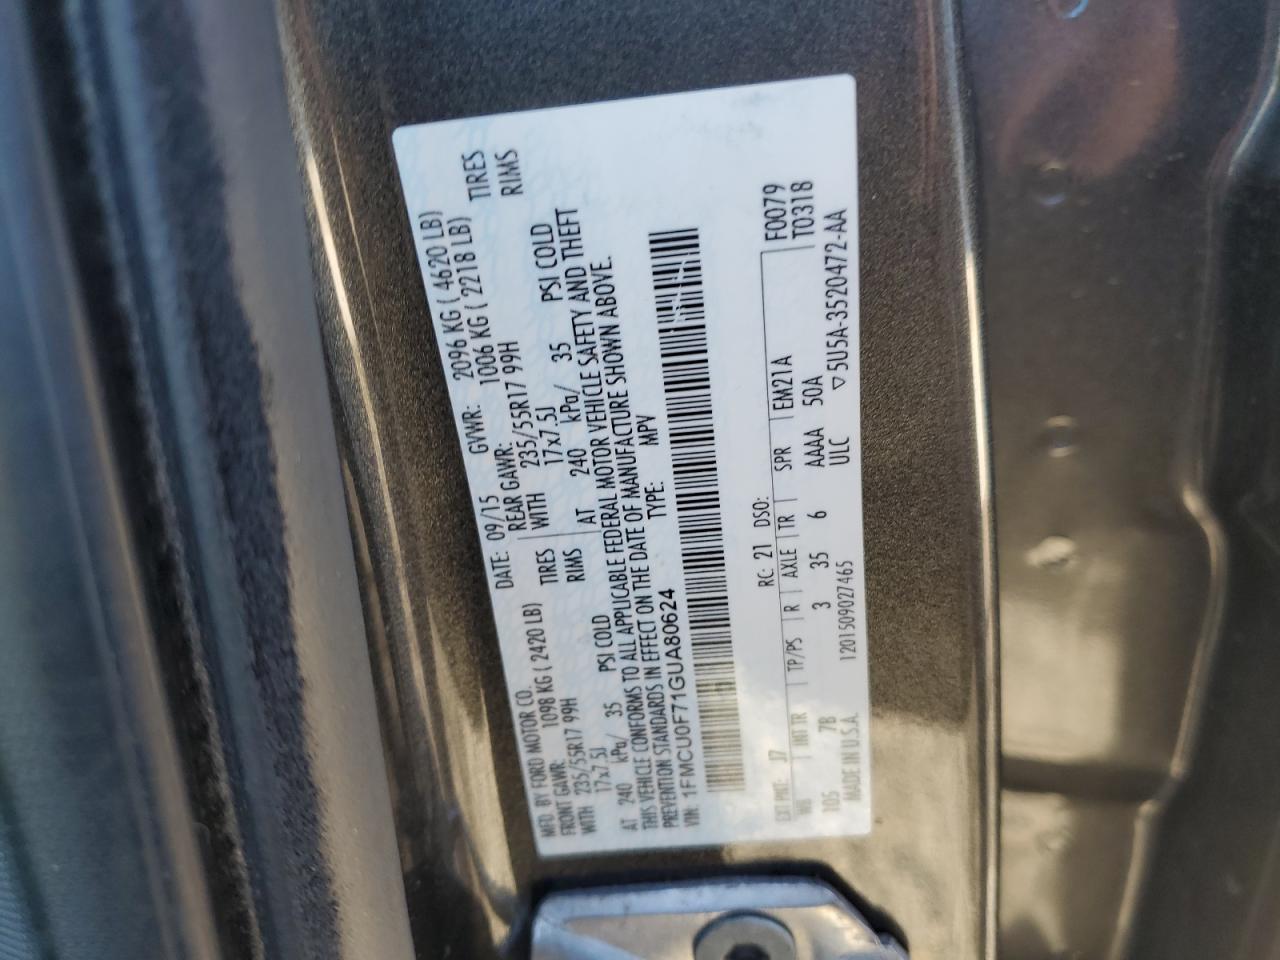 MFD. BY FORD MOTOR CO.
DATE: 09/15 GVWR: 2096 KG ( 4620 LB)
FRONT GAWR: 1098 KG ( 2420 LB) REAR GAWR: 1006 KG ( 2218 LB)
WITH 235/55R17 99H TIRES WITH 235/55R17 99H TIRES
17x7.5J RIMS 17x7.5J RIMS
AT 240 kPa/ 35 PSI COLD AT 240 kPa/ 35 PSI COLD
THIS VEHICLE CONFORMS TO ALL APPLICABLE FEDERAL MOTOR VEHICLE SAFETY AND THEFT
PREVENTION STANDARDS IN EFFECT ON THE DATE OF MANUFACTURE SHOWN ABOVE.
VIN: 1FMCU0F71GUA80624 TYPE: MPV
F0079
T0318
EXT PNT: J7 RC: 21 DSO:
WB INT TR TP/PS R AXLE TR SPR EM21A
105 7B 3 35 6 AAAA 50A
MADE IN U.S.A. 1201509027465 ULC ▽5U5A-3520472-AA